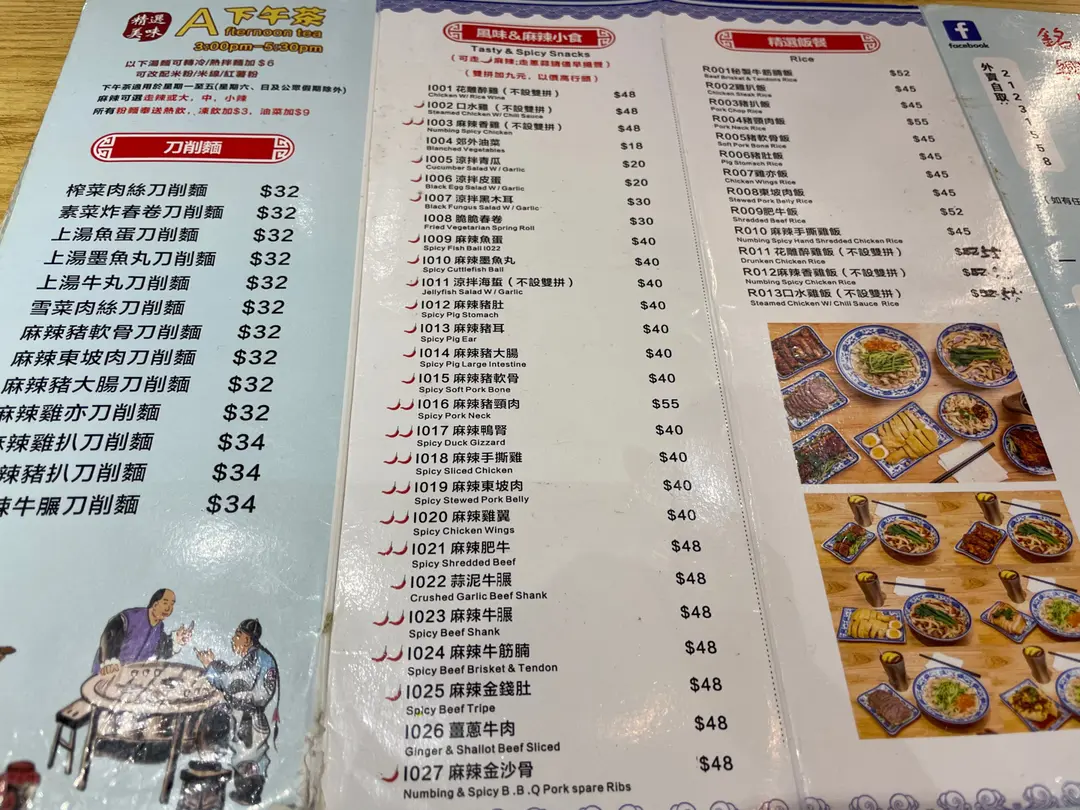 精選
美味
A 下午茶
fternoon tea
3:00pm-5:30pm
以下湯麵可轉冷/熱拌麵加$6
可改配米粉/米線/紅薯粉
下午茶適用於星期一至五(星期六、日及公眾假期除外)
麻辣可選走辣或大,中,小辣
所有粉麵奉送熱飲,凍飲加$3、油菜加$9
刀削麵
榨菜肉絲刀削麵 $32
素菜炸春卷刀削麵 $32
上湯魚蛋刀削麵 $32
上湯墨魚丸刀削麵 $32
上湯牛丸刀削麵 $32
雪菜肉絲刀削麵 $32
麻辣豬軟骨刀削麵 $32
麻辣東坡肉刀削麵 $32
麻辣豬大腸刀削麵 $32
麻辣雞亦刀削麵 $32
辣雞扒刀削麵 $34
辣豬扒刀削麵 $34
辣牛𦟌刀削麵 $34
風味&麻辣小食
Tasty & Spicy Snacks
(可走 麻辣:走蔥蒜請儘早提醒)
(雙拼加九元,以價高行頭)
I001 花雕醉雞(不設雙拼) $48
Chicken W/ Rice Wine
I002 口水雞(不設雙拼) $48
Steamed Chicken W/ Chili Sauce
I003 麻辣香雞(不設雙拼) $48
Numbing Spicy Chicken
I004 郊外油菜 $18
Blanched Vegetables
I005 涼拌青瓜 $20
Cucumber Salad W / Garlic
I006 涼拌皮蛋 $20
Black Egg Salad W / Garlic
I007 涼拌黑木耳 $30
Black Fungus Salad W / Garlic
I008 脆脆春卷 $30
Fried Vegetarian Spring Roll
I009 麻辣魚蛋 $40
Spicy Fish Ball I022
I010 麻辣墨魚丸 $40
Spicy Cuttlefish Ball
I011 涼拌海蜇(不設雙拼) $40
Jellyfish Salad W / Garlic
I012 麻辣豬肚 $40
Spicy Pig Stomach
I013 麻辣豬耳 $40
Spicy Pig Ear
I014 麻辣豬大腸 $40
Spicy Pig Large Intestine
I015 麻辣豬軟骨 $40
Spicy Soft Pork Bone
I016 麻辣豬頸肉 $55
Spicy Pork Neck
I017 麻辣鴨腎 $40
Spicy Duck Gizzard
I018 麻辣手撕雞 $40
Spicy Sliced Chicken
I019 麻辣東坡肉 $40
Spicy Stewed Pork Belly
I020 麻辣雞翼 $40
Spicy Chicken Wings
I021 麻辣肥牛 $48
Spicy Shredded Beef
I022 蒜泥牛𦟌 $48
Crushed Garlic Beef Shank
I023 麻辣牛𦟌 $48
Spicy Beef Shank
I024 麻辣牛筋腩 $48
Spicy Beef Brisket & Tendon
I025 麻辣金錢肚 $48
Spicy Beef Tripe
I026 薑蔥牛肉 $48
Ginger & Shallot Beef Sliced
I027 麻辣金沙骨 $48
Numbing & Spicy B .B .Q Pork spare Ribs
精選飯餐
Rice
R001秘製牛筋腩飯 $52
Beef Brisket & Tendons Rice
R002雞扒飯 $45
Chicken Steak Rice
R003豬扒飯 $45
Pork Chop Rice
R004豬頸肉飯 $55
Pork Neck Rice
R005豬軟骨飯 $45
Soft Pork Bone Rice
R006豬肚飯 $45
Pig Stomach Rice
R007雞亦飯 $45
Chicken Wings Rice
R008東坡肉飯 $45
Stewed Pork Belly Rice
R009肥牛飯 $52
Shredded Beef Rice
R010 麻辣手撕雞飯 $45
Numbing Spicy Hand Shredded Chicken Rice
R011 花雕醉雞飯(不設雙拼)
Drunken Chicken Rice
R012麻辣香雞飯(不設雙拼)
Numbing Spicy Chicken Rice
R013口水雞飯(不設雙拼)
Steamed Chicken W/ Chili Sauce Rice
facebook
銘
外賣自取
21231558
(如有任